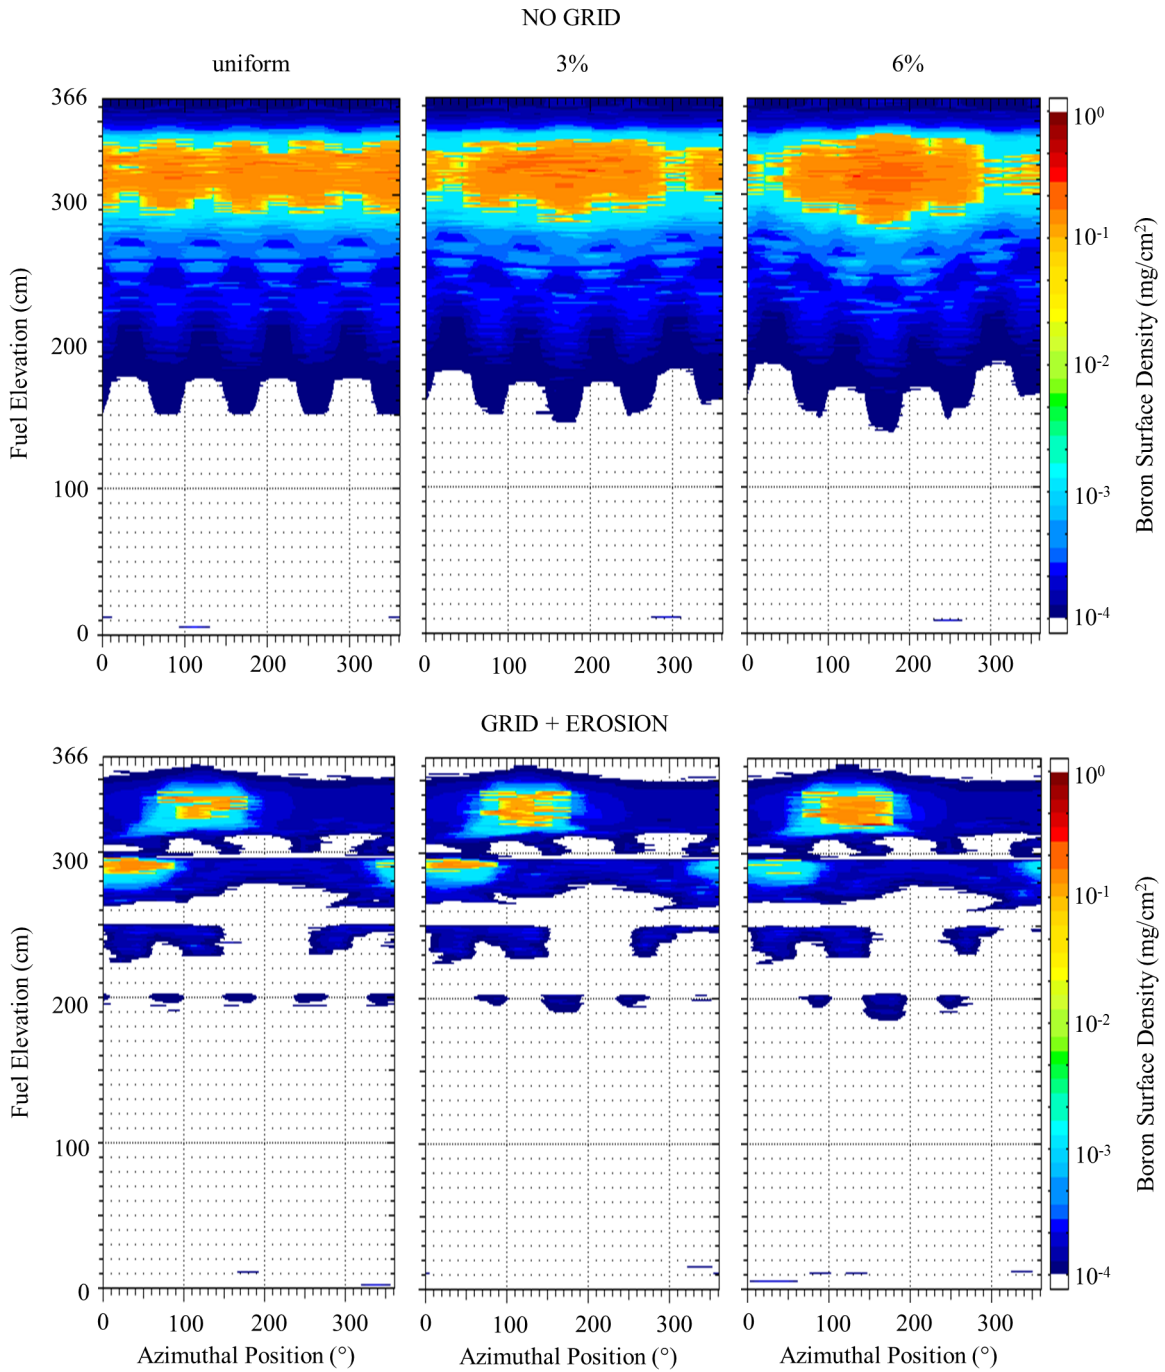 NO GRID
uniform 3% 6%
366
300
200
100
0
Fuel Elevation (cm)
0 100 200 300
0 100 200 300
0 100 200 300
10⁰
10⁻¹
10⁻²
10⁻³
10⁻⁴
Boron Surface Density (mg/cm²)
GRID + EROSION
366
300
200
100
0
Fuel Elevation (cm)
0 100 200 300
0 100 200 300
0 100 200 300
Azimuthal Position (°) Azimuthal Position (°) Azimuthal Position (°)
10⁰
10⁻¹
10⁻²
10⁻³
10⁻⁴
Boron Surface Density (mg/cm²)